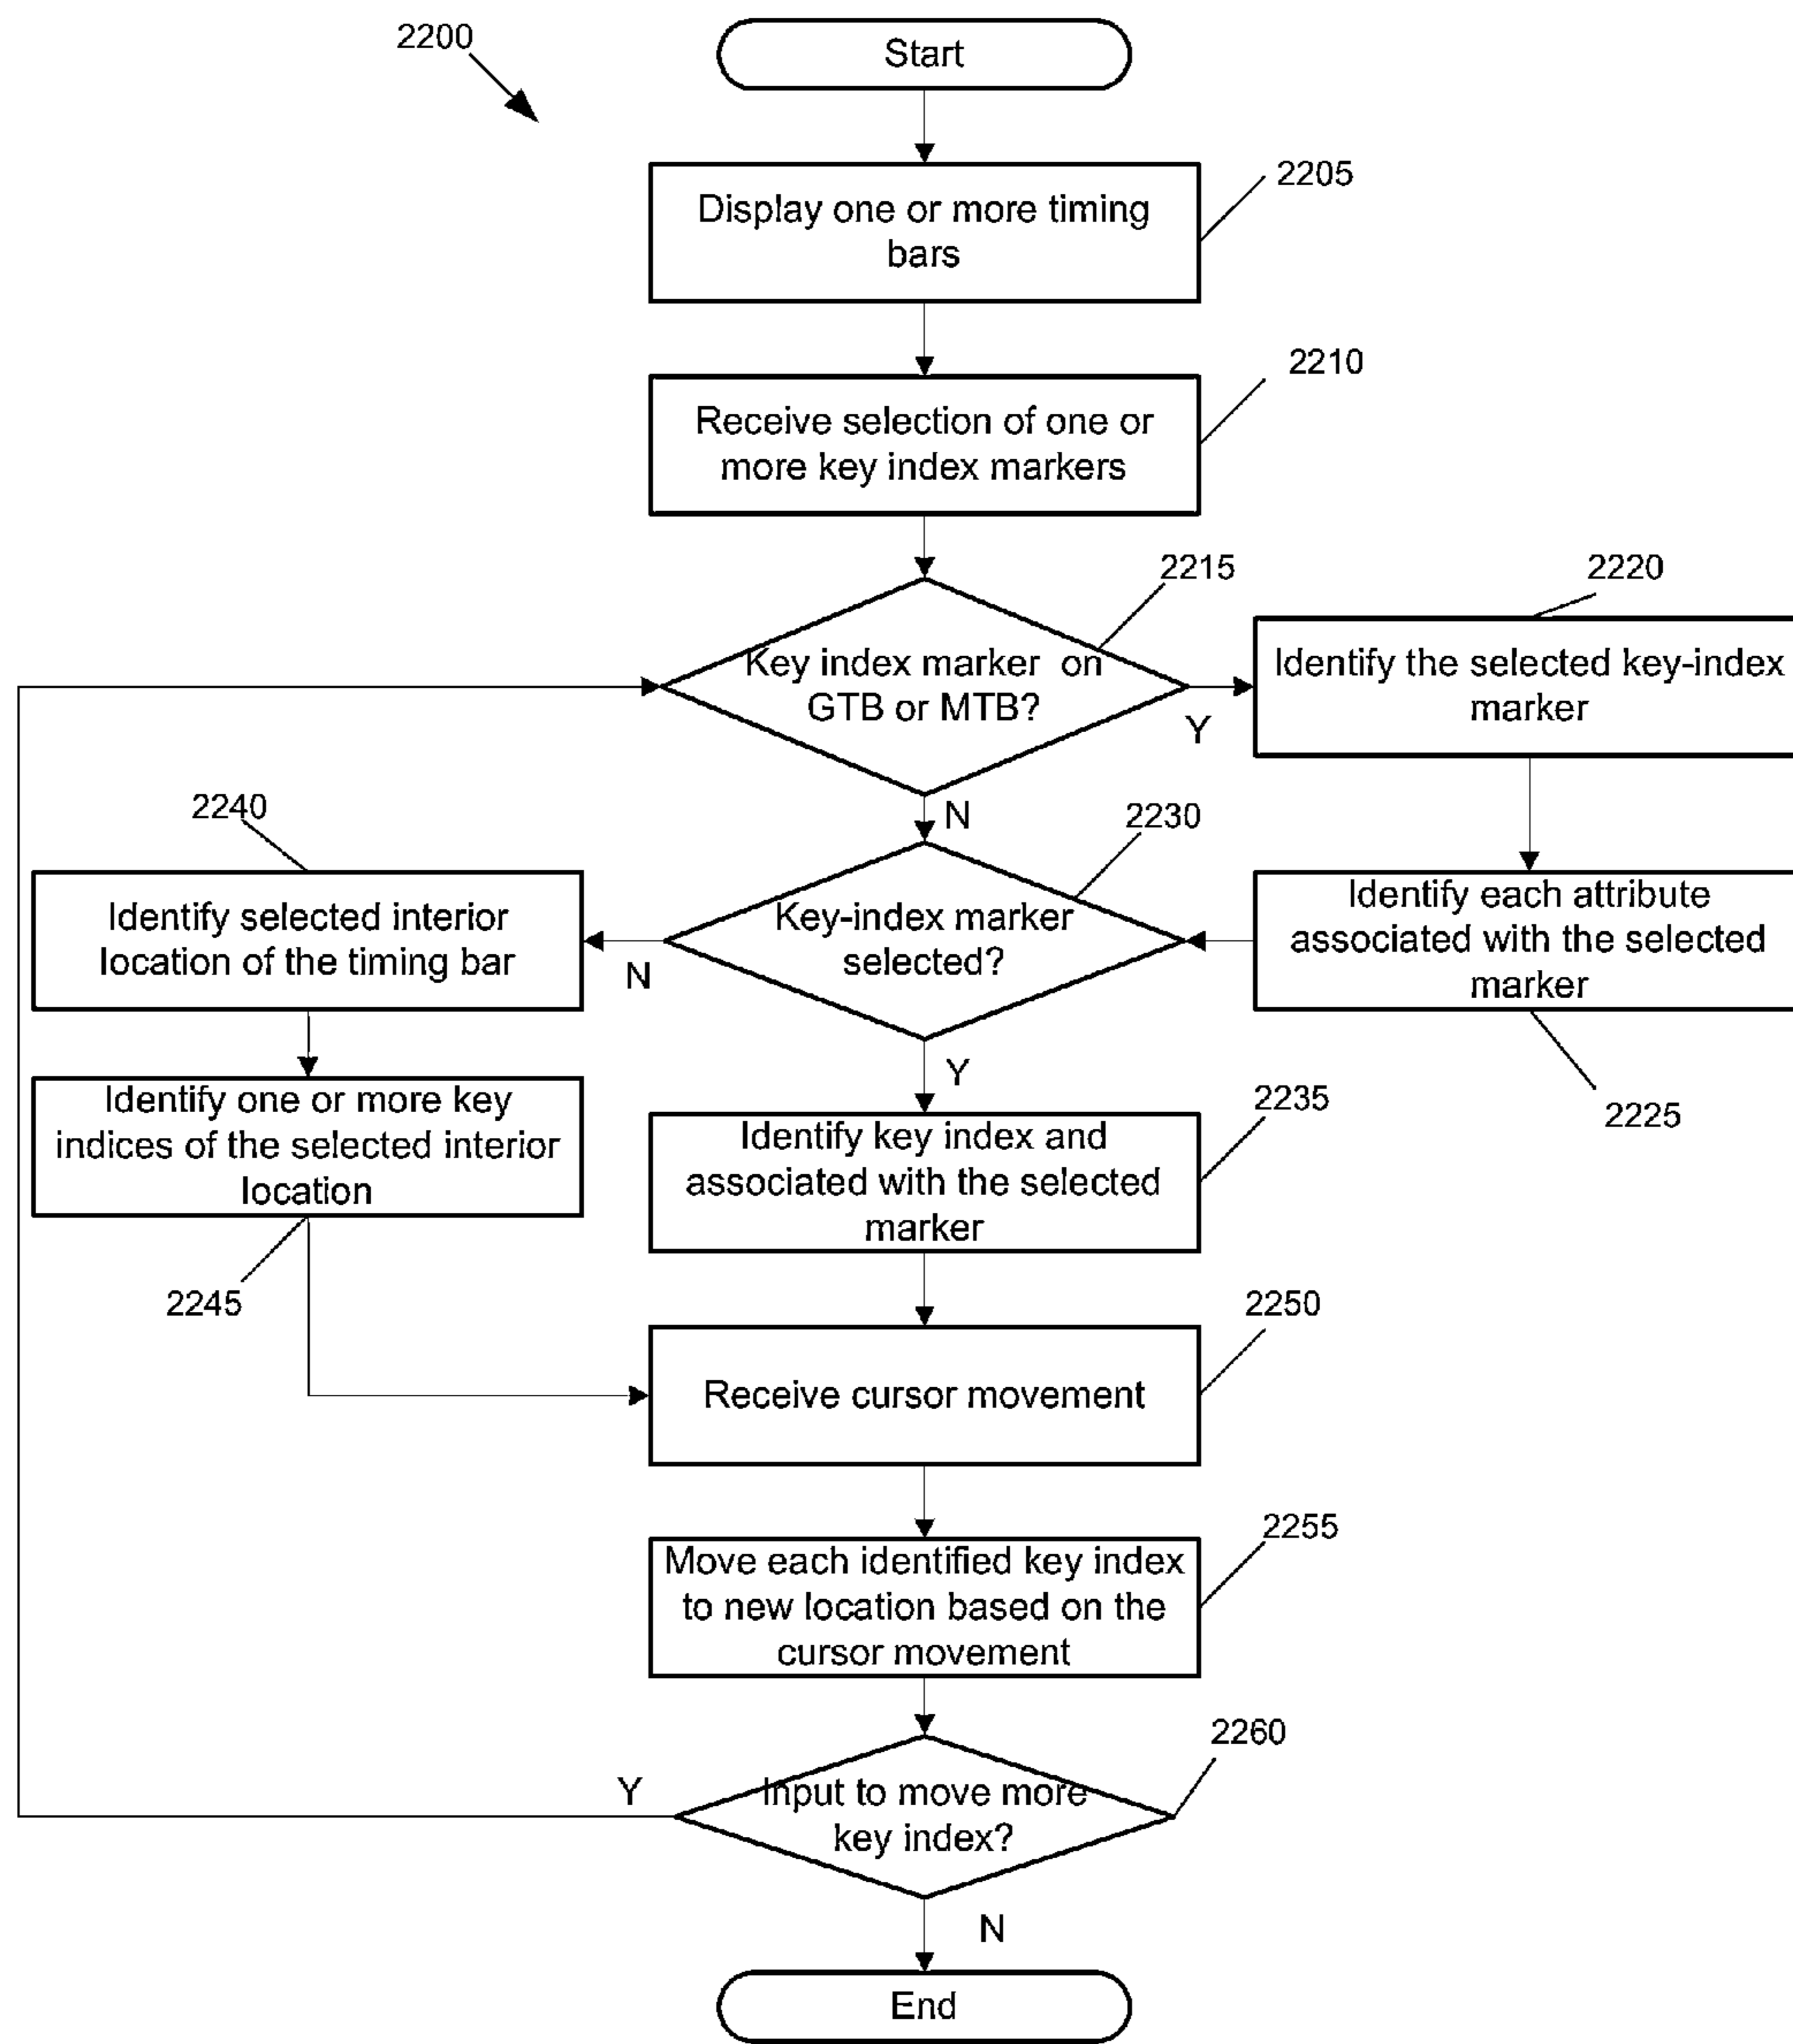 2200
Start
2205
Display one or more timing
bars
2210
Receive selection of one or
more key index markers
2215
Key index marker on
GTB or MTB?
Y
N
2220
Identify the selected key-index
marker
2225
Identify each attribute
associated with the selected
marker
2230
Key-index marker
selected?
N
Y
2240
Identify selected interior
location of the timing bar
2245
Identify one or more key
indices of the selected interior
location
2235
Identify key index and
associated with the selected
marker
2250
Receive cursor movement
2255
Move each identified key index
to new location based on the
cursor movement
2260
Input to move more
key index?
Y
N
End